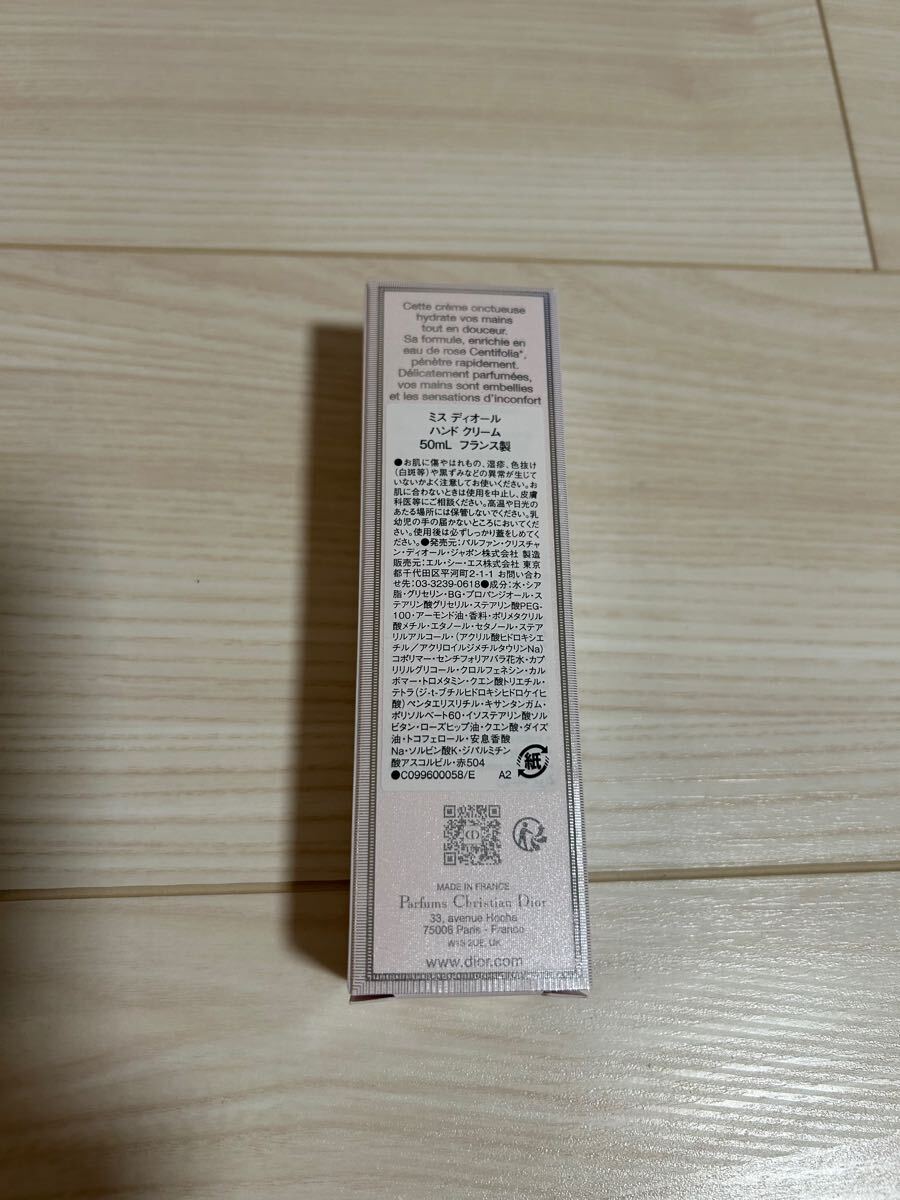 Cette crème onctueuse
hydrate vos mains
tout en douceur.
Sa formule, enrichie en
eau de rose Centifolia*,
pénètre rapidement.
Délicatement parfumées,
vos mains sont embellies
et les sensations d'inconfort
ミス ディオール
ハンド クリーム
50mL フランス製
●お肌に傷やはれもの、湿疹、色抜け
(白斑等)や黒ずみなどの異常が生じて
いないかよく注意してお使いください。お
肌に合わないときは使用を中止し、皮膚
科医等にご相談ください。高温や日光の
あたる場所には保管しないでください。乳
幼児の手の届かないところにおいてくだ
さい。使用後は必ずしっかり蓋をしめてく
ださい。●発売元:パルファン・クリスチャ
ン・ディオール・ジャポン株式会社 製造
販売元:エル・シー・エス株式会社 東京
都千代田区平河町2-1-1 お問い合わ
せ先:03-3239-0618●成分:水・シア
脂・グリセリン・BG・プロパンジオール・ス
テアリン酸グリセリル・ステアリン酸PEG-
100・アーモンド油・香料・ポリメタクリル
酸メチル・エタノール・セタノール・ステア
リルアルコール・(アクリル酸ヒドロキシエ
チル/アクリロイルジメチルタウリンNa)
コポリマー・センチフォリアバラ花水・カプ
リリルグリコール・クロルフェネシン・カル
ボマー・トロメタミン・クエン酸トリエチル・
テトラ(ジ-t-ブチルヒドロキシヒドロケイヒ
酸)ペンタエリスリチル・キサンタンガム・
ポリソルベート60・イソステアリン酸ソル
ビタン・ローズヒップ油・クエン酸・ダイズ
油・トコフェロール・安息香酸
Na・ソルビン酸K・ジパルミチン
酸アスコルビル・赤504
●C099600058/E A2 紙
CD
MADE IN FRANCE
Parfums Christian Dior
33, avenue Hoche
75008 Paris - France
W1S 2UE, UK
www.dior.com